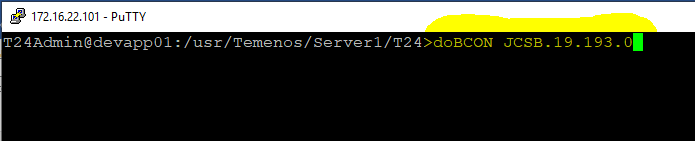 172.16.22.101 - PuTTY
T24Admin@devapp01:/usr/Temenos/Server1/T24>doBCON JCSB.19.193.0